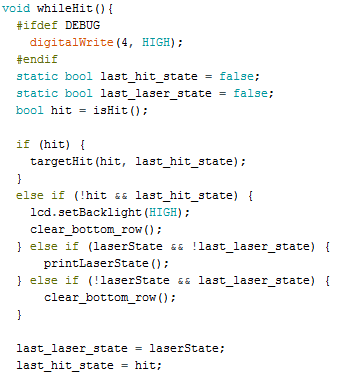 void whileHit(){
  #ifdef DEBUG
    digitalWrite(4, HIGH);
  #endif
  static bool last_hit_state = false;
  static bool last_laser_state = false;
  bool hit = isHit();

  if (hit) {
    targetHit(hit, last_hit_state);
  }
  else if (!hit && last_hit_state) {
    lcd.setBacklight(HIGH);
    clear_bottom_row();
  } else if (laserState && !last_laser_state) {
      printLaserState();
  } else if (!laserState && last_laser_state) {
      clear_bottom_row();
  }

  last_laser_state = laserState;
  last_hit_state = hit;